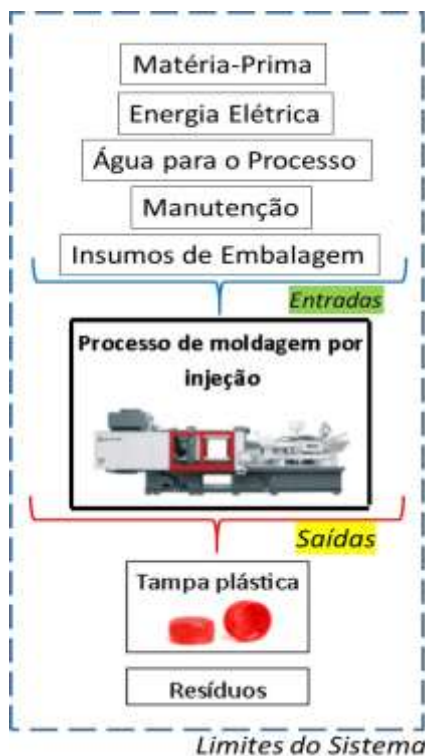 Matéria-Prima
Energia Elétrica
Água para o Processo
Manutenção
Insumos de Embalagem
Entradas
Processo de moldagem por
injeção
Saídas
Tampa plástica
Resíduos
Limites do Sistema